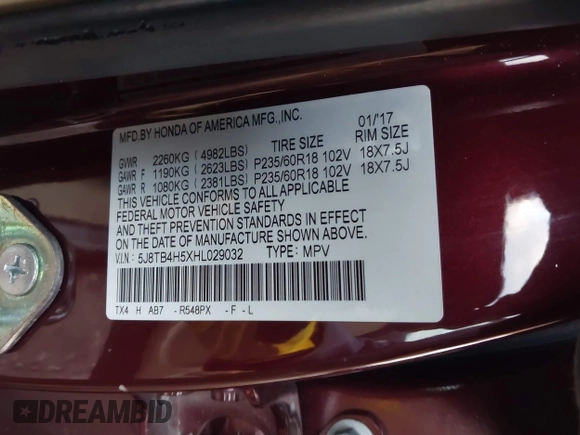 MFD.BY HONDA OF AMERICA MFG.,INC. 01/'17
TIRE SIZE RIM SIZE
GVWR 2260KG ( 4982LBS)
GAWR F 1190KG ( 2623LBS) P235/60R18 102V 18X7.5J
GAWR R 1080KG ( 2381LBS) P235/60R18 102V 18X7.5J
THIS VEHICLE CONFORMS TO ALL APPLICABLE
FEDERAL MOTOR VEHICLE SAFETY
AND THEFT PREVENTION STANDARDS IN EFFECT
ON THE DATE OF MANUFACTURE SHOWN ABOVE.
V.I.N: 5J8TB4H5XHL029032 TYPE: MPV
TX4 H AB7 - R548PX - F - L
DREAMBID